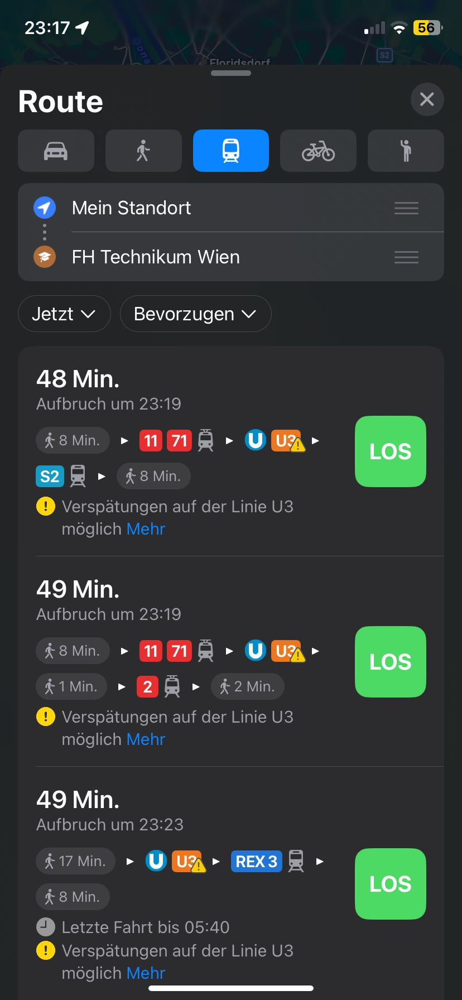 23:17
56
Dona
Floridsdorf
S2
Route
Mein Standort
FH Technikum Wien
Jetzt
Bevorzugen
48 Min.
Aufbruch um 23:19
8 Min. 11 71 U U3
S2 8 Min.
LOS
Verspätungen auf der Linie U3
möglich Mehr
49 Min.
Aufbruch um 23:19
8 Min. 11 71 U U3
1 Min. 2 2 Min.
LOS
Verspätungen auf der Linie U3
möglich Mehr
49 Min.
Aufbruch um 23:23
17 Min. U U3 REX 3
8 Min.
LOS
Letzte Fahrt bis 05:40
Verspätungen auf der Linie U3
möglich Mehr